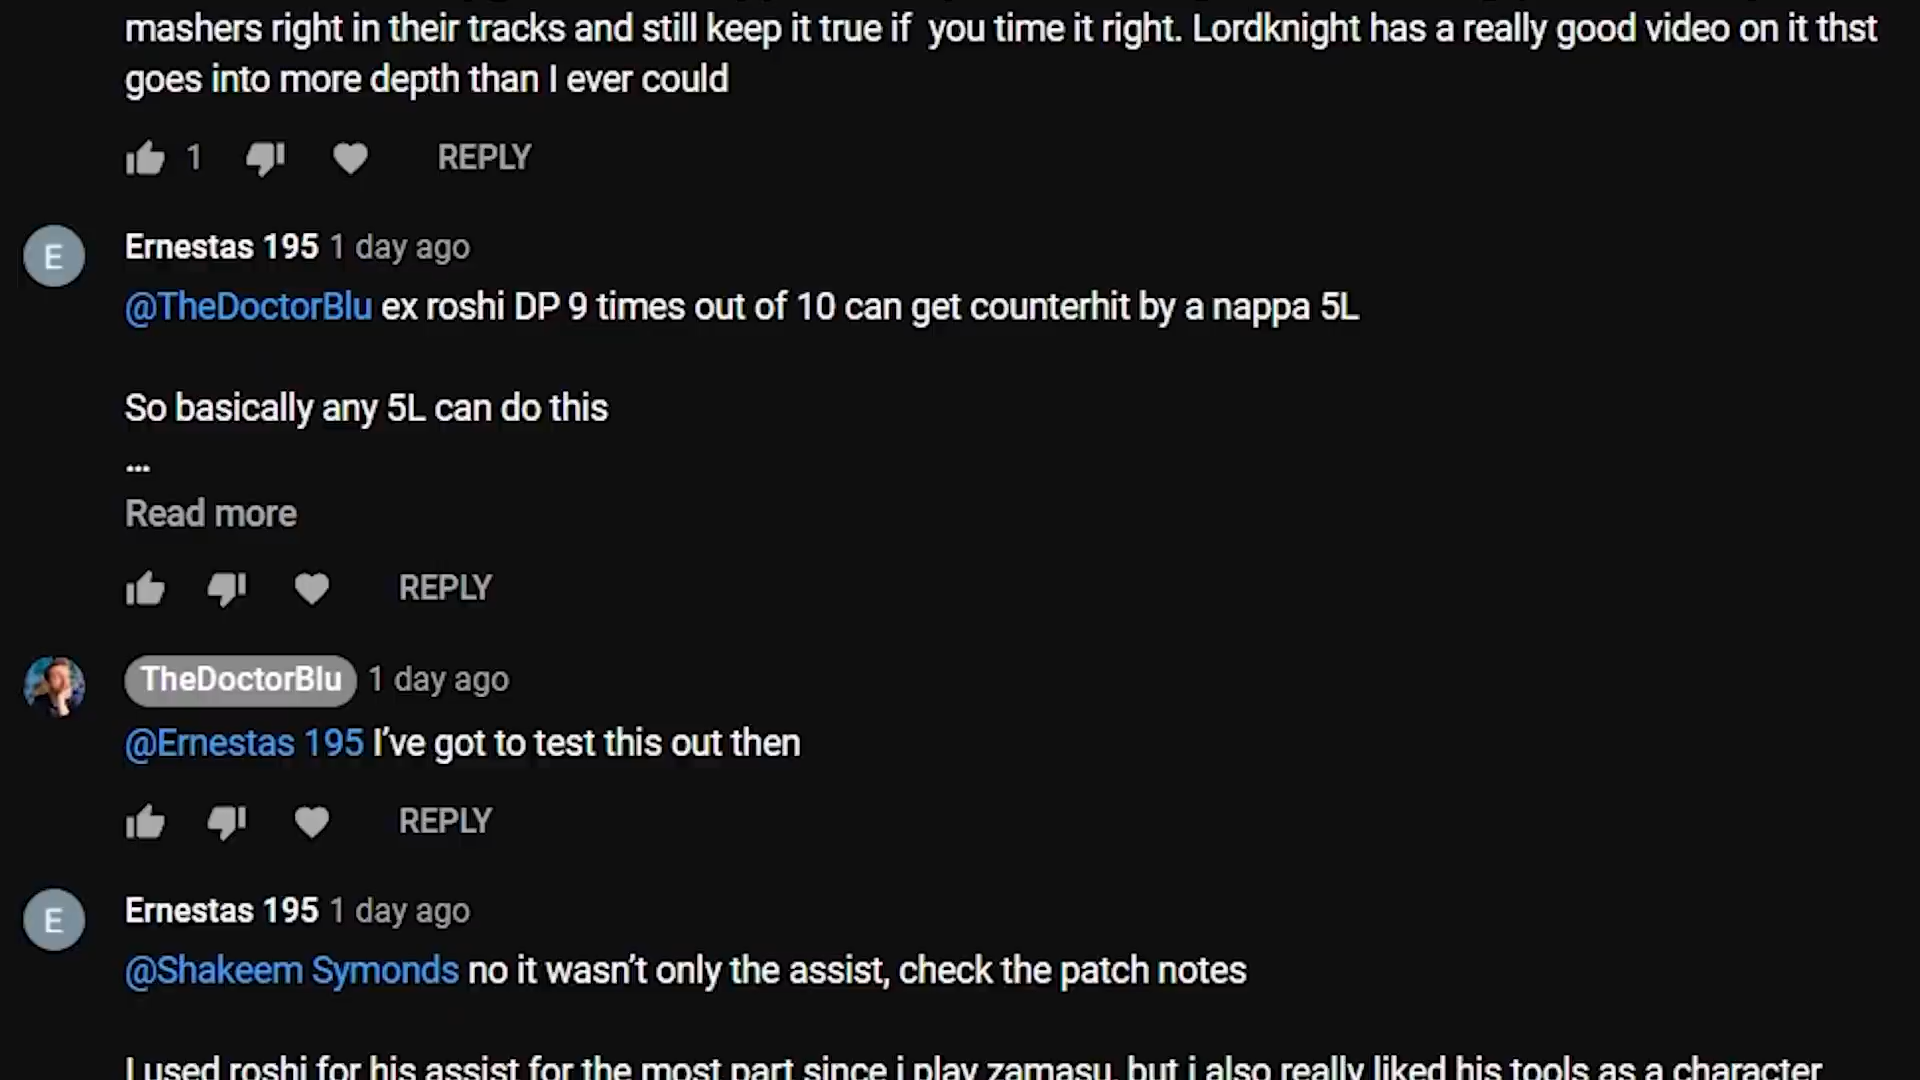 mashers right in their tracks and still keep it true if  you time it right. Lordknight has a really good video on it thst
goes into more depth than I ever could
1 REPLY
E
Ernestas 195 1 day ago
@TheDoctorBlu ex roshi DP 9 times out of 10 can get counterhit by a nappa 5L
So basically any 5L can do this
...
Read more
REPLY
TheDoctorBlu 1 day ago
@Ernestas 195 I've got to test this out then
REPLY
E
Ernestas 195 1 day ago
@Shakeem Symonds no it wasn't only the assist, check the patch notes
I used roshi for his assist for the most part since i play zamasu, but i also really liked his tools as a character